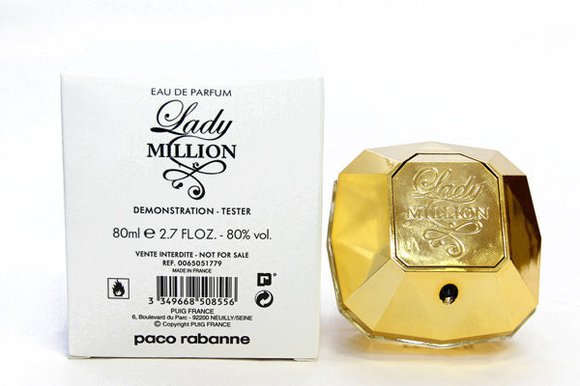 EAU DE PARFUM
Lady
MILLION
DEMONSTRATION - TESTER
80ml e 2.7 FL.OZ. - 80% vol.
VENTE INTERDITE - NOT FOR SALE
REF. 0065051779
MADE IN FRANCE
3 349668 508556
PUIG FRANCE
6, Boulevard du Parc - 92200 NEUILLY/SEINE
© Copyright PUIG FRANCE
paco rabanne
Lady
MILLION